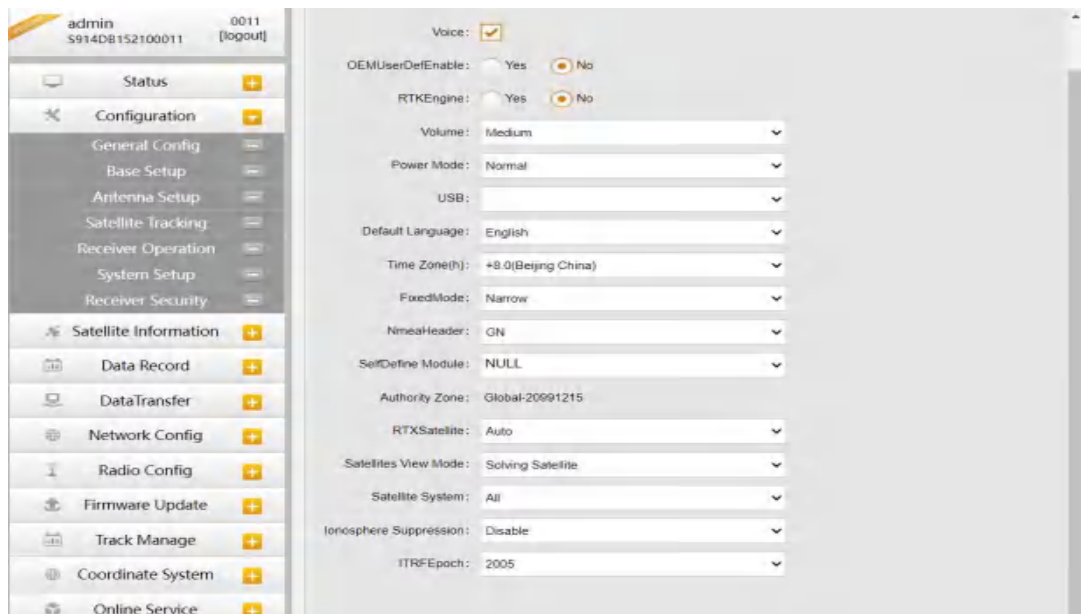 admin
0011
S914DB152100011
[logout]
Status
Configuration
General Config
Base Setup
Antenna Setup
Satellite Tracking
Receiver Operation
System Setup
Receiver Security
Satellite Information
Data Record
DataTransfer
Network Config
Radio Config
Firmware Update
Track Manage
Coordinate System
Online Service
Voice:
OEMUserDefEnable: Yes No
RTKEngine: Yes No
Volume: Medium
Power Mode: Normal
USB:
Default Language: English
Time Zone(h): +8.0(Beijing China)
FixedMode: Narrow
NmeaHeader: GN
SelfDefine Module: NULL
Authority Zone: Global-20991215
RTXSatellite: Auto
Satellites View Mode: Solving Satellite
Satellite System: All
Ionosphere Suppression: Disable
ITRFEpoch: 2005